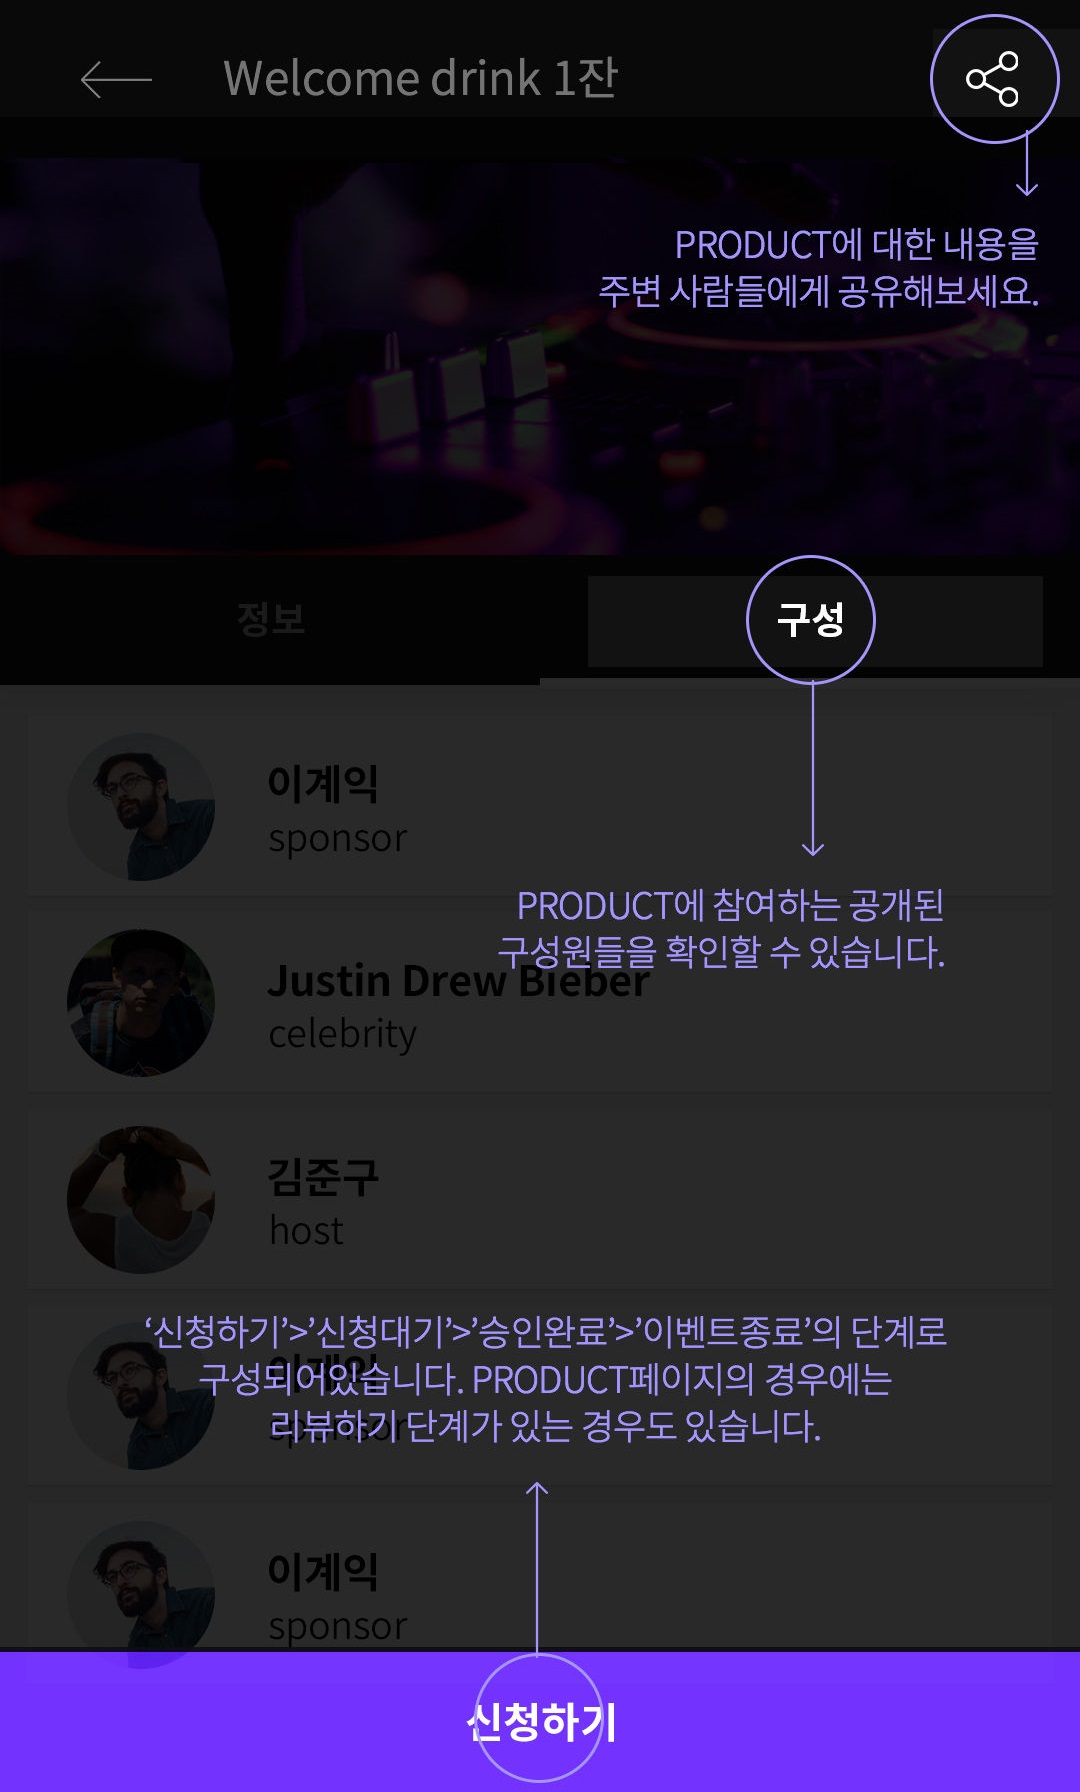 Welcome drink 1잔
PRODUCT에 대한 내용을
주변 사람들에게 공유해보세요.
정보
구성
이계익
sponsor
PRODUCT에 참여하는 공개된
구성원들을 확인할 수 있습니다.
Justin Drew Bieber
celebrity
김준구
host
‘신청하기’>’신청대기’>’승인완료’>’이벤트종료’의 단계로
이계익
구성되어있습니다. PRODUCT페이지의 경우에는
sponsor
리뷰하기 단계가 있는 경우도 있습니다.
이계익
sponsor
신청하기